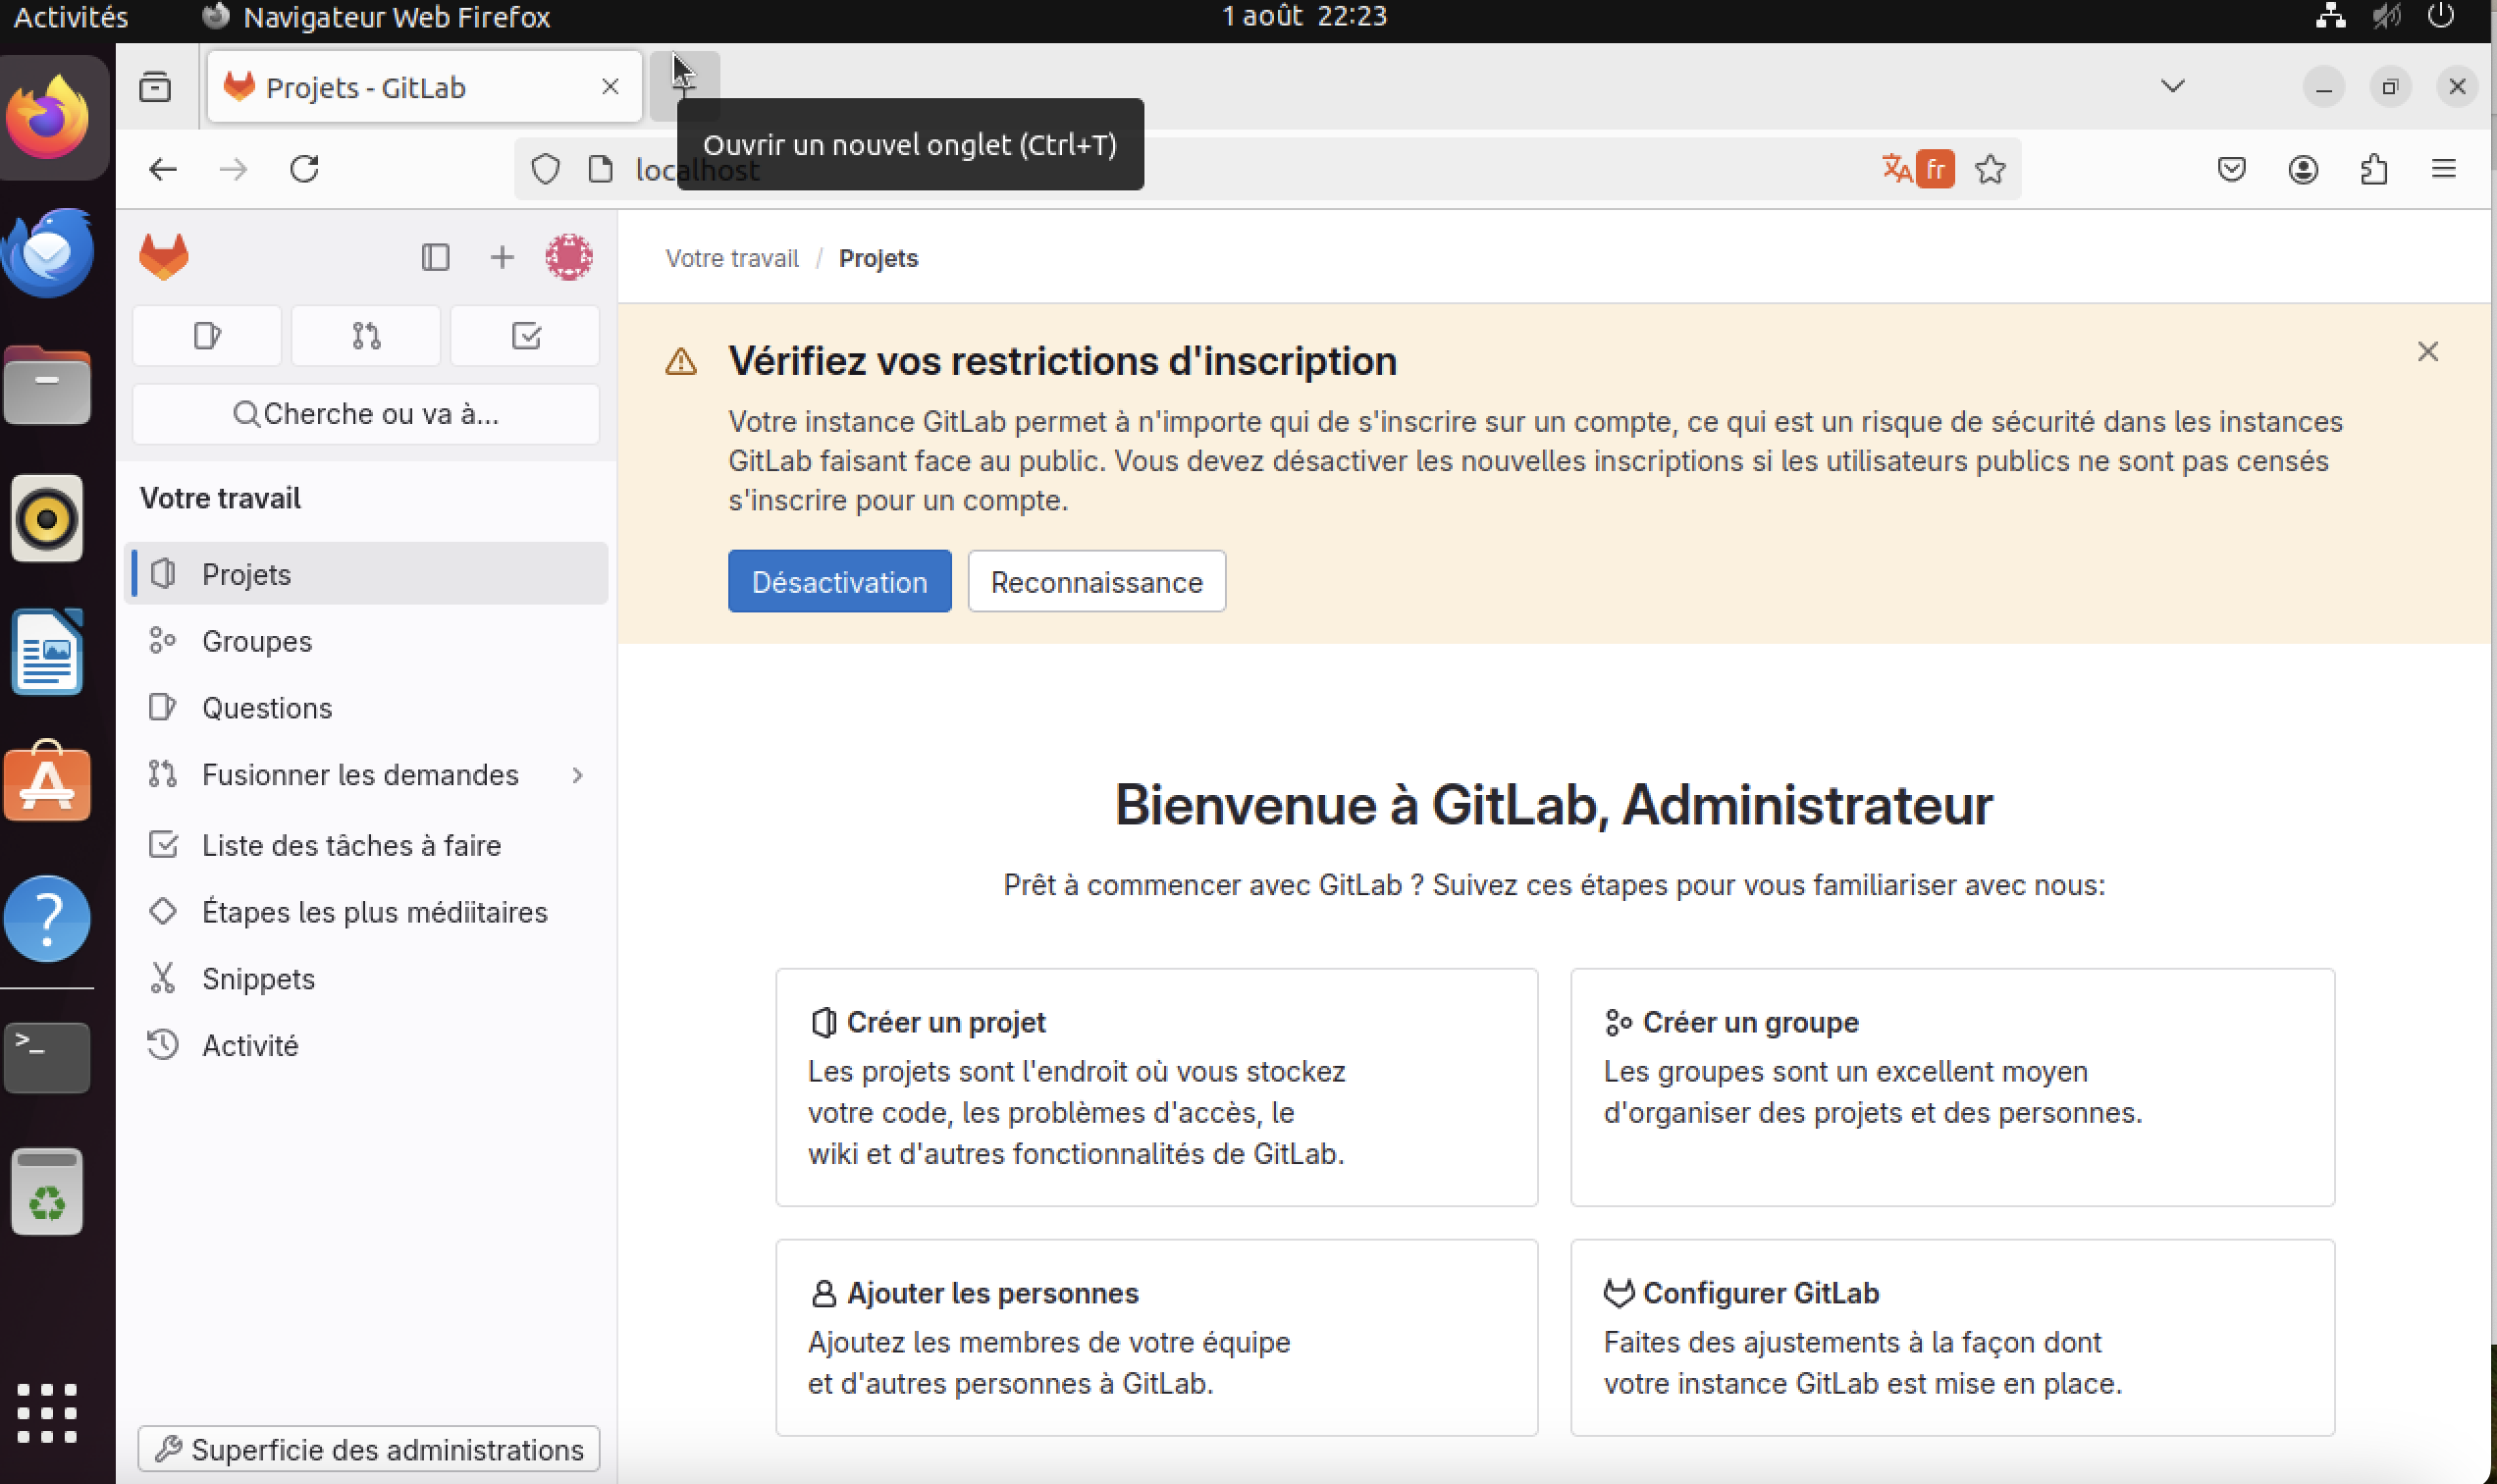 Activités
Navigateur Web Firefox
1 août 22:23
Projets - GitLab
Ouvrir un nouvel onglet (Ctrl+T)
localhost
fr
Votre travail / Projets
Cherche ou va à...
Votre travail
Projets
Groupes
Questions
Fusionner les demandes
Liste des tâches à faire
Étapes les plus médiitaires
Snippets
Activité
Superficie des administrations
Vérifiez vos restrictions d'inscription
Votre instance GitLab permet à n'importe qui de s'inscrire sur un compte, ce qui est un risque de sécurité dans les instances
GitLab faisant face au public. Vous devez désactiver les nouvelles inscriptions si les utilisateurs publics ne sont pas censés
s'inscrire pour un compte.
Désactivation
Reconnaissance
Bienvenue à GitLab, Administrateur
Prêt à commencer avec GitLab ? Suivez ces étapes pour vous familiariser avec nous:
Créer un projet
Les projets sont l'endroit où vous stockez
votre code, les problèmes d'accès, le
wiki et d'autres fonctionnalités de GitLab.
Créer un groupe
Les groupes sont un excellent moyen
d'organiser des projets et des personnes.
Ajouter les personnes
Ajoutez les membres de votre équipe
et d'autres personnes à GitLab.
Configurer GitLab
Faites des ajustements à la façon dont
votre instance GitLab est mise en place.